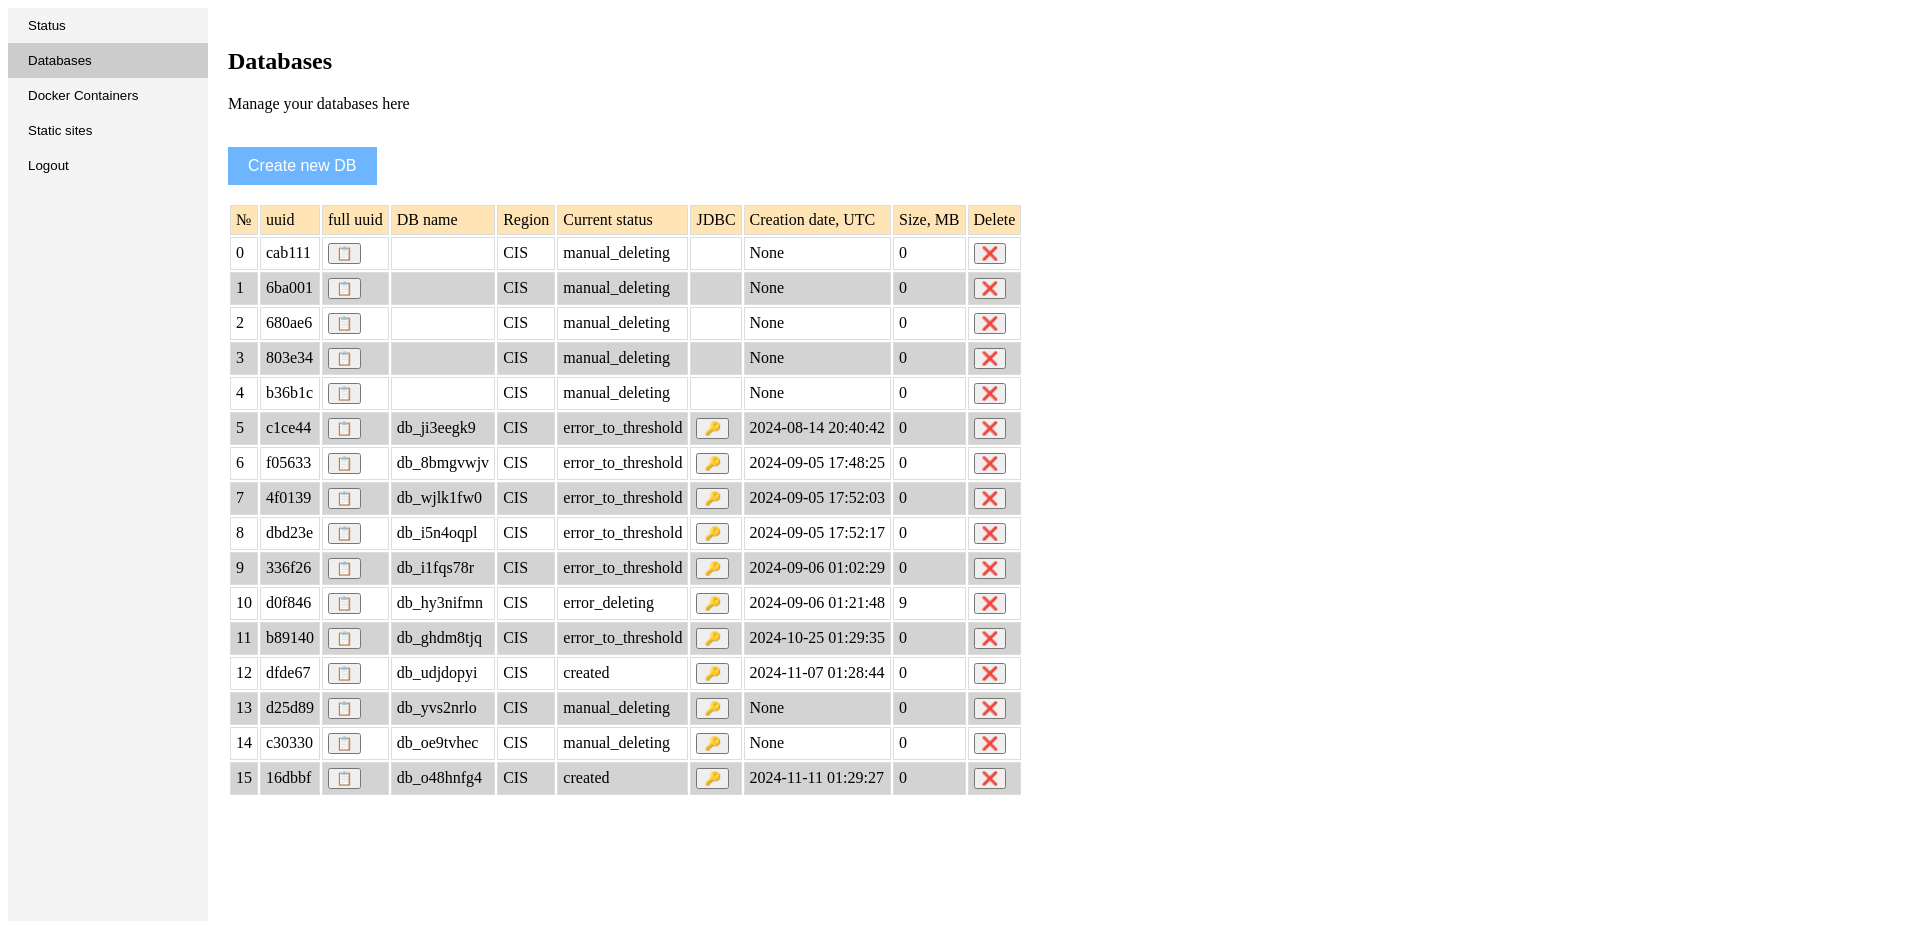 Status
Databases
Docker Containers
Static sites
Logout
Databases
Manage your databases here
Create new DB
№ uuid full uuid DB name Region Current status JDBC Creation date, UTC Size, MB Delete
0 cab111 CIS manual_deleting None 0
1 6ba001 CIS manual_deleting None 0
2 680ae6 CIS manual_deleting None 0
3 803e34 CIS manual_deleting None 0
4 b36b1c CIS manual_deleting None 0
5 c1ce44 db_ji3eegk9 CIS error_to_threshold 2024-08-14 20:40:42 0
6 f05633 db_8bmgvwjv CIS error_to_threshold 2024-09-05 17:48:25 0
7 4f0139 db_wjlk1fw0 CIS error_to_threshold 2024-09-05 17:52:03 0
8 dbd23e db_i5n4oqpl CIS error_to_threshold 2024-09-05 17:52:17 0
9 336f26 db_i1fqs78r CIS error_to_threshold 2024-09-06 01:02:29 0
10 d0f846 db_hy3nifmn CIS error_deleting 2024-09-06 01:21:48 9
11 b89140 db_ghdm8tjq CIS error_to_threshold 2024-10-25 01:29:35 0
12 dfde67 db_udjdopyi CIS created 2024-11-07 01:28:44 0
13 d25d89 db_yvs2nrlo CIS manual_deleting None 0
14 c30330 db_oe9tvhec CIS manual_deleting None 0
15 16dbbf db_o48hnfg4 CIS created 2024-11-11 01:29:27 0